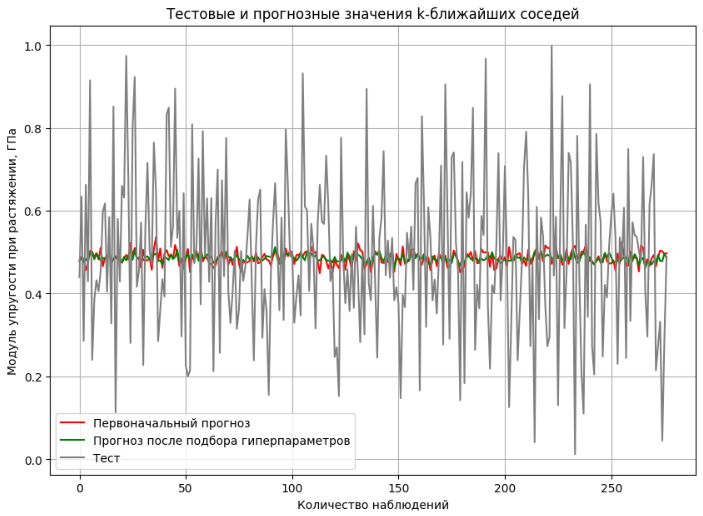 Тестовые и прогнозные значения k-ближайших соседей
Модуль упругости при растяжении, ГПа
1.0
0.8
0.6
0.4
0.2
0.0
Первоначальный прогноз
Прогноз после подбора гиперпараметров
Тест
0 50 100 150 200 250
Количество наблюдений